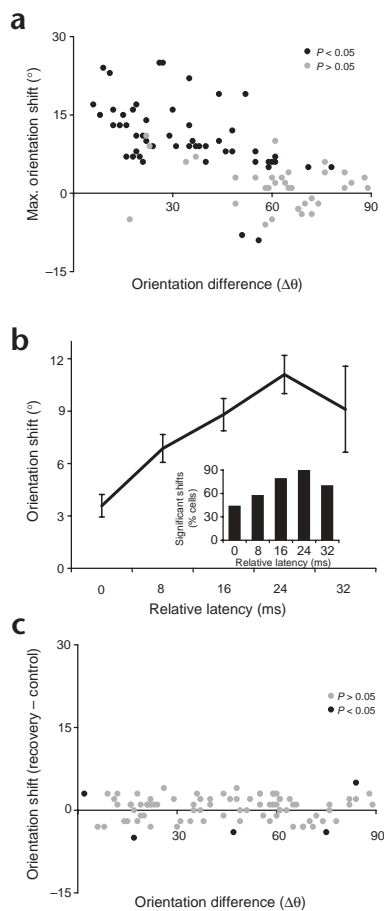 a
30
15
0
–15
30
60
90
P < 0.05
P > 0.05
Max. orientation shift (°)
Orientation difference (Δθ)
b
12
9
6
3
0
0 8 16 24 32
Orientation shift (°)
Relative latency (ms)
90
60
30
0
0 8 16 24 32
Significant shifts
(% cells)
Relative latency (ms)
c
30
15
0
–15
30
60
90
P > 0.05
P < 0.05
Orientation shift (recovery – control)
Orientation difference (Δθ)